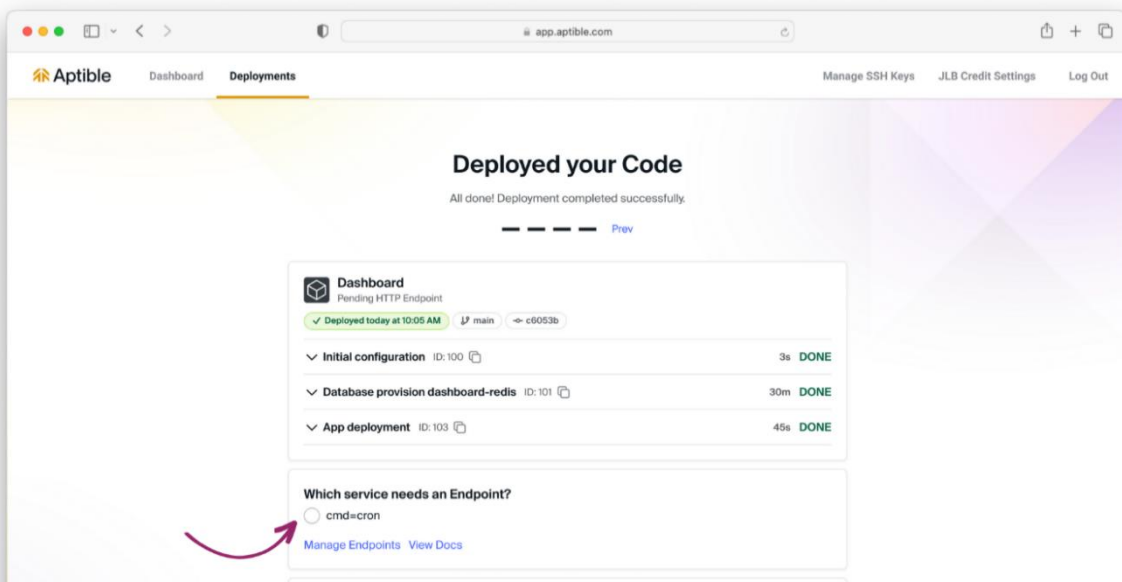 app.aptible.com
Aptible Dashboard Deployments Manage SSH Keys JLB Credit Settings Log Out
Deployed your Code
All done! Deployment completed successfully.
Prev
Dashboard
Pending HTTP Endpoint
Deployed today at 10:05 AM main c6053b
Initial configuration ID: 100 3s DONE
Database provision dashboard-redis ID: 101 30m DONE
App deployment ID: 103 45s DONE
Which service needs an Endpoint?
cmd=cron
Manage Endpoints View Docs